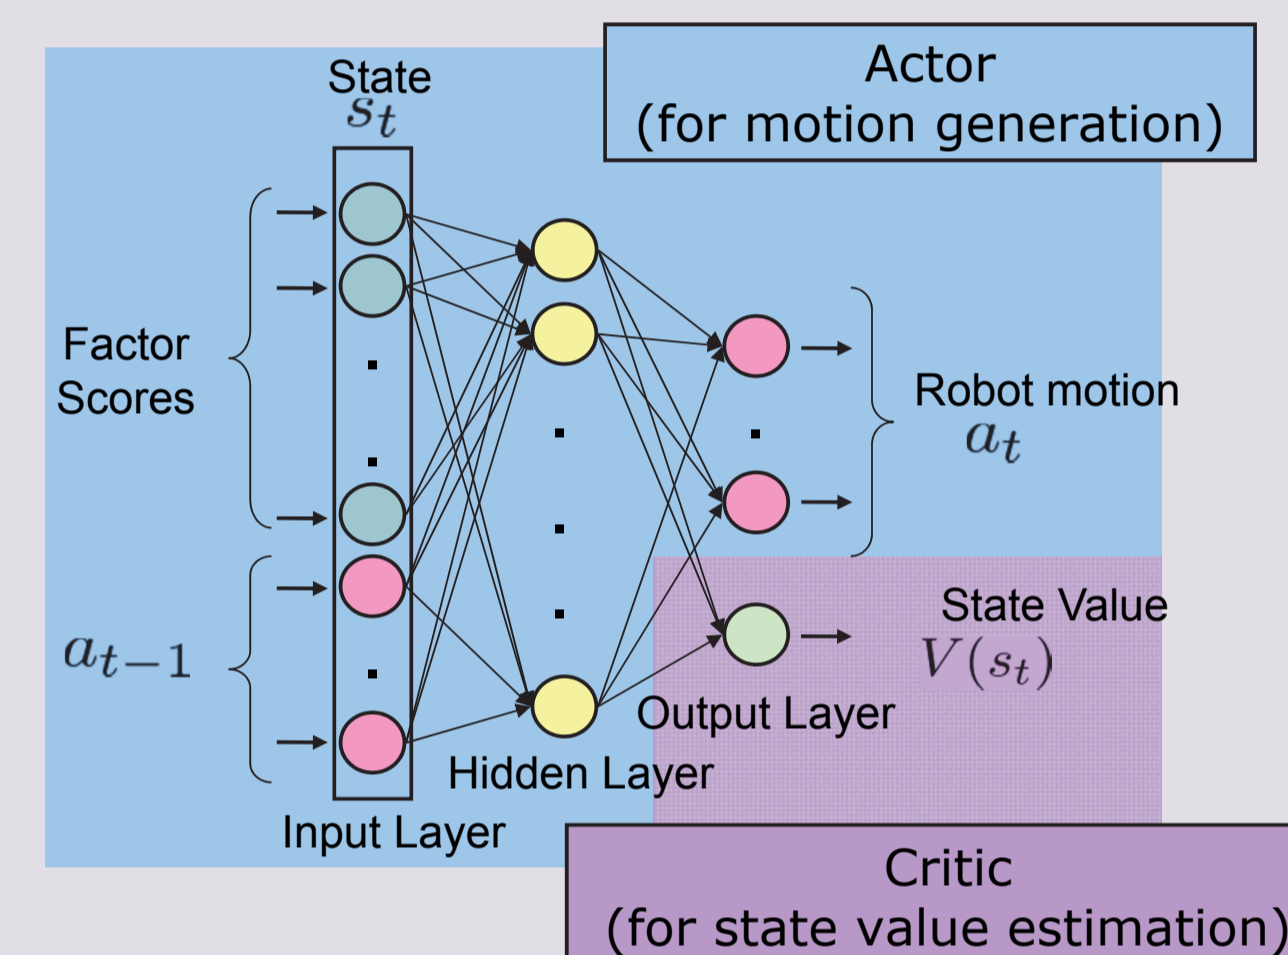 Actor
(for motion generation)
State
s_t
Factor
Scores
Robot motion
a_t
a_{t-1}
State Value
V(s_t)
Output Layer
Hidden Layer
Input Layer
Critic
(for state value estimation)